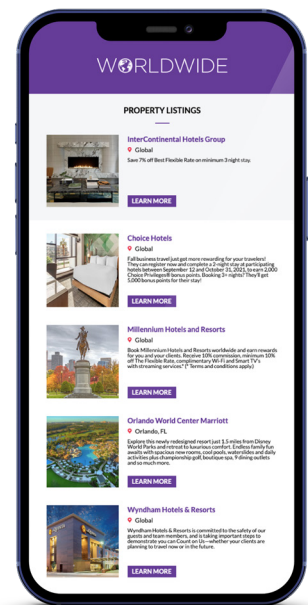 WORLDWIDE
PROPERTY LISTINGS
InterContinental Hotels Group
Global
Save 7% off Best Flexible Rate on minimum 3 night stay.
LEARN MORE
Choice Hotels
Global
Fall business travel just got more rewarding for your travelers!
They can register now and complete a 2-night stay at participating
hotels between September 12 and October 31, 2021, to earn 2,000
Choice Privileges® bonus points. Booking 3+ nights? They'll get
5,000 bonus points for their stay!
LEARN MORE
Millennium Hotels and Resorts
Global
Book Millennium Hotels and Resorts worldwide and earn rewards
for you and your clients. Receive 10% commission, minimum 10%
off The Flexible Rate, complimentary Wi-Fi and Smart TV's
with streaming services.* (* Terms and conditions apply.)
LEARN MORE
Orlando World Center Marriott
Orlando, FL
Explore this newly redesigned resort just 1.5 miles from Disney
World Parks and retreat to luxurious comfort. Endless family fun
awaits with spacious new rooms, cool pools, waterslides and daily
activities plus championship golf, boutique spa, 9 dining outlets
and so much more.
LEARN MORE
Wyndham Hotels & Resorts
Global
Wyndham Hotels & Resorts is committed to the safety of our
guests and team members, and is taking important steps to
demonstrate you can Count on Us—whether your clients are
planning to travel now or in the future.
LEARN MORE